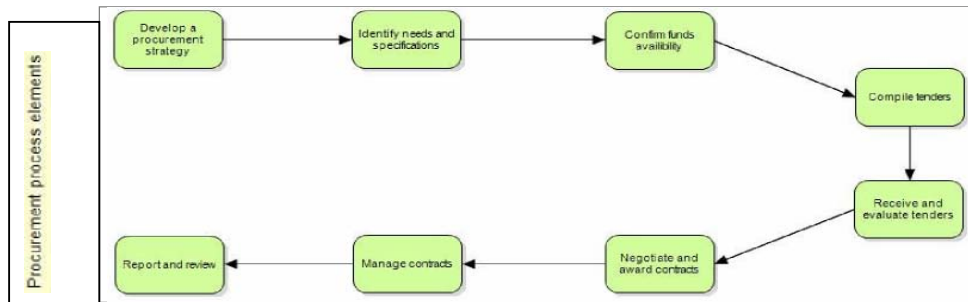 Procurement process elements
Develop a
procurement
strategy
Identify needs and
specifications
Confirm funds
availibility
Compile tenders
Receive and
evaluate tenders
Negotiate and
award contracts
Manage contracts
Report and review